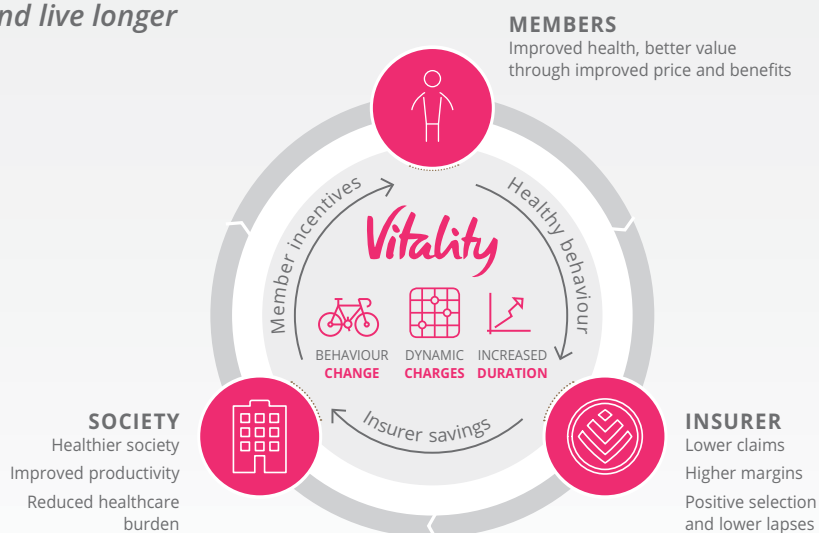 nd live longer
MEMBERS
Improved health, better value
through improved price and benefits
Member incentives
Healthy behaviour
Vitality
BEHAVIOUR
CHANGE
DYNAMIC
CHARGES
INCREASED
DURATION
Insurer savings
SOCIETY
Healthier society
Improved productivity
Reduced healthcare
burden
INSURER
Lower claims
Higher margins
Positive selection
and lower lapses